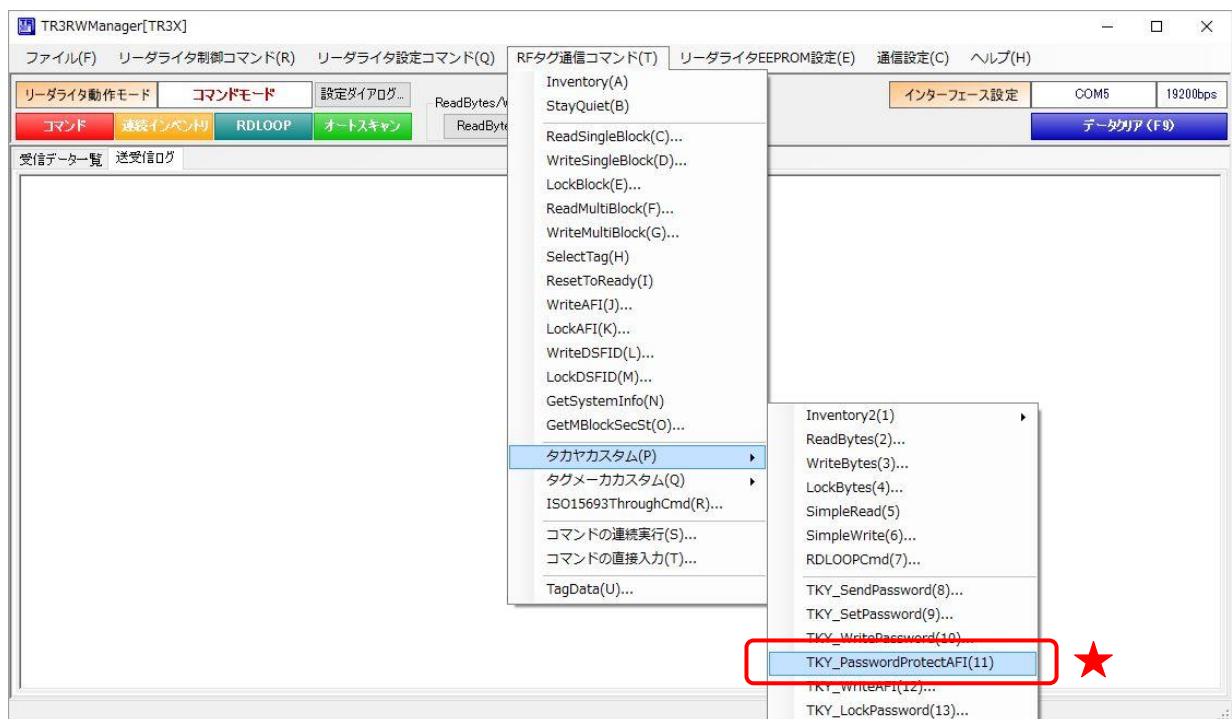 TR3RWManager[TR3X]
ファイル(F) リーダライタ制御コマンド(R) リーダライタ設定コマンド(Q) RFタグ通信コマンド(T) リーダライタEEPROM設定(E) 通信設定(C) ヘルプ(H)
リーダライタ動作モード コマンドモード 設定ダイアログ... インターフェース設定 COM5 19200bps
ReadBytes/
コマンド 連続インベントリ RDLOOP オートスキャン ReadByte データクリア(F9)
受信データ一覧 送受信ログ
Inventory(A)
StayQuiet(B)
ReadSingleBlock(C)...
WriteSingleBlock(D)...
LockBlock(E)...
ReadMultiBlock(F)...
WriteMultiBlock(G)...
SelectTag(H)
ResetToReady(I)
WriteAFI(J)...
LockAFI(K)...
WriteDSFID(L)...
LockDSFID(M)...
GetSystemInfo(N)
GetMBlockSecSt(O)...
タカヤカスタム(P)
タグメーカカスタム(Q)
ISO15693ThroughCmd(R)...
コマンドの連続実行(S)...
コマンドの直接入力(T)...
TagData(U)...
Inventory2(1)
ReadBytes(2)...
WriteBytes(3)...
LockBytes(4)...
SimpleRead(5)
SimpleWrite(6)...
RDLOOPCmd(7)...
TKY_SendPassword(8)...
TKY_SetPassword(9)...
TKY_WritePassword(10)...
TKY_PasswordProtectAFI(11)
TKY_WriteAFI(12)...
TKY_LockPassword(13)...